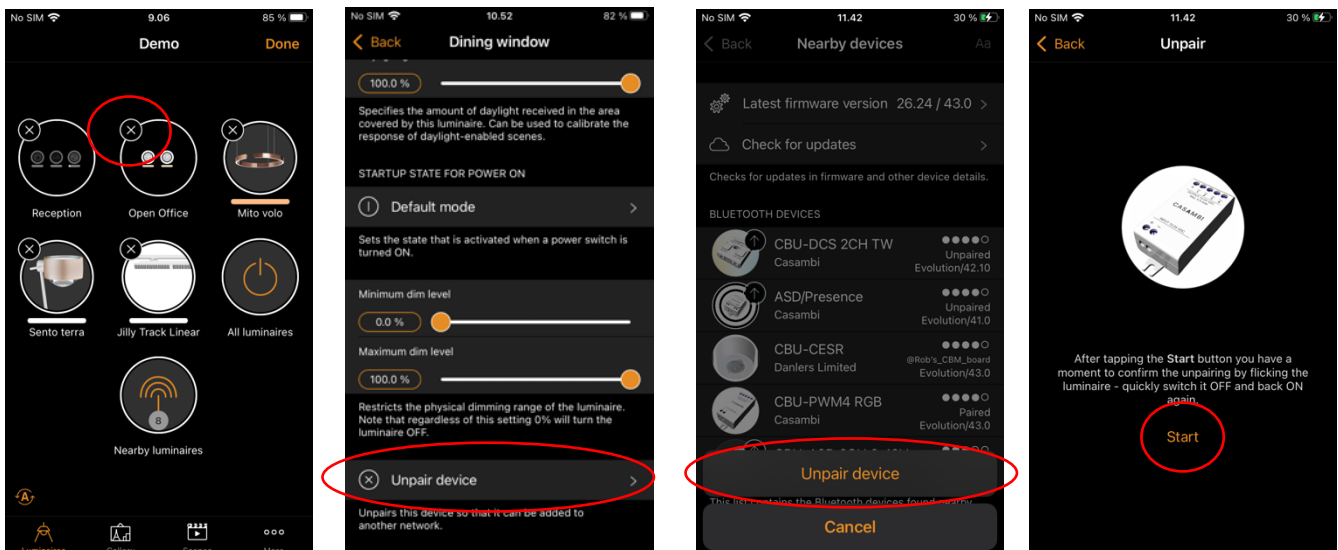 No SIM 9.06 85 %
Demo Done
Reception Open Office Mito volo
Sento terra Jilly Track Linear All luminaires
8
Nearby luminaires
A
No SIM 10.52 82 %
Back Dining window
100.0 %
Specifies the amount of daylight received in the area
covered by this luminaire. Can be used to calibrate the
response of daylight-enabled scenes.
STARTUP STATE FOR POWER ON
Default mode
Sets the state that is activated when a power switch is
turned ON.
Minimum dim level
0.0 %
Maximum dim level
100.0 %
Restricts the physical dimming range of the luminaire.
Note that regardless of this setting 0% will turn the
luminaire OFF.
Unpair device
Unpairs this device so that it can be added to
another network.
No SIM 11.42 30 %
Back Nearby devices Aa
Latest firmware version 26.24 / 43.0
Check for updates
Checks for updates in firmware and other device details.
BLUETOOTH DEVICES
CBU-DCS 2CH TW
Casambi Unpaired
Evolution/42.10
ASD/Presence
Casambi Unpaired
Evolution/41.0
CBU-CESR
Danlers Limited @Rob's_CBM_board
Evolution/43.0
CBU-PWM4 RGB
Casambi Paired
Evolution/43.0
Unpair device
This list contains the Bluetooth devices found nearby
Cancel
No SIM 11.42 30 %
Back Unpair
CASAMBI
After tapping the Start button you have a
moment to confirm the unpairing by flicking the
luminaire - quickly switch it OFF and back ON
again.
Start